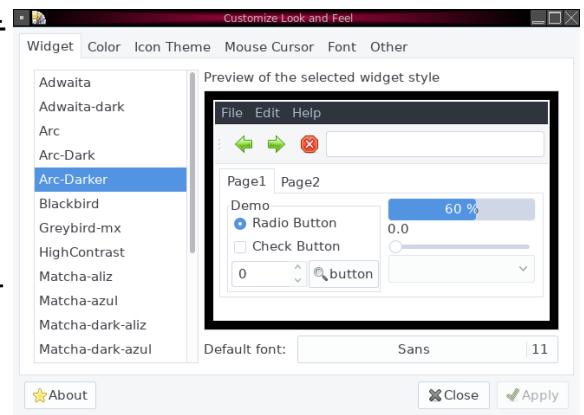 Customize Look and Feel
Widget Color Icon Theme Mouse Cursor Font Other
Adwaita
Adwaita-dark
Arc
Arc-Dark
Arc-Darker
Blackbird
Greybird-mx
HighContrast
Matcha-aliz
Matcha-azul
Matcha-dark-aliz
Matcha-dark-azul
Preview of the selected widget style
File Edit Help
Page1 Page2
Demo
Radio Button
Check Button
0 button
60 %
0.0
Default font: Sans 11
About Close Apply